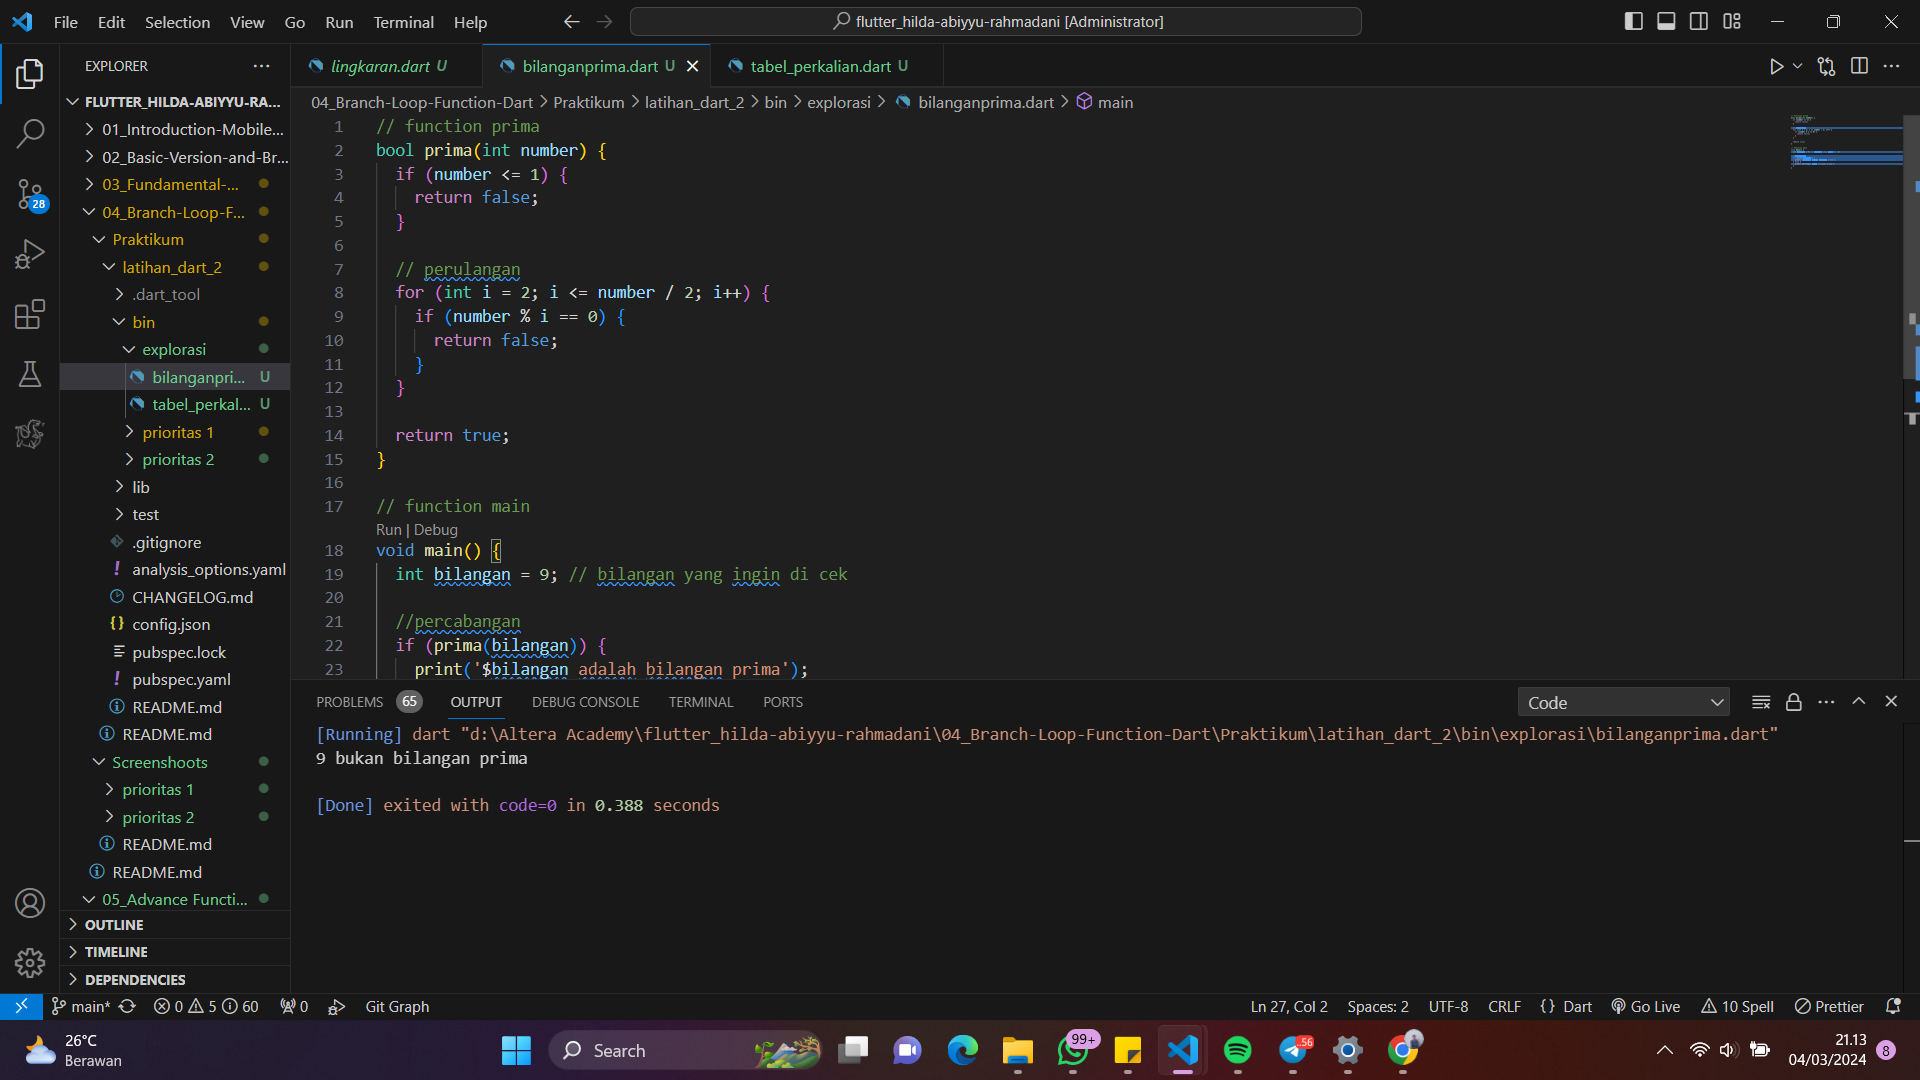 File Edit Selection View Go Run Terminal Help
flutter_hilda-abiyyu-rahmadani [Administrator]
EXPLORER
FLUTTER_HILDA-ABIYYU-RA...
01_Introduction-Mobile...
02_Basic-Version-and-Br...
03_Fundamental-...
04_Branch-Loop-F...
Praktikum
latihan_dart_2
.dart_tool
bin
explorasi
bilanganpri... U
tabel_perkal... U
prioritas 1
prioritas 2
lib
test
.gitignore
! analysis_options.yaml
CHANGELOG.md
{} config.json
pubspec.lock
! pubspec.yaml
README.md
README.md
Screenshoots
prioritas 1
prioritas 2
README.md
README.md
05_Advance Functi...
OUTLINE
TIMELINE
DEPENDENCIES
28
lingkaran.dart U
bilanganprima.dart U
tabel_perkalian.dart U
04_Branch-Loop-Function-Dart > Praktikum > latihan_dart_2 > bin > explorasi > bilanganprima.dart > main
1 // function prima
2 bool prima(int number) {
3 if (number <= 1) {
4 return false;
5 }
6
7 // perulangan
8 for (int i = 2; i <= number / 2; i++) {
9 if (number % i == 0) {
10 return false;
11 }
12 }
13
14 return true;
15 }
16
17 // function main
Run | Debug
18 void main() {
19 int bilangan = 9; // bilangan yang ingin di cek
20
21 //percabangan
22 if (prima(bilangan)) {
23 print('$bilangan adalah bilangan prima');
PROBLEMS 65 OUTPUT DEBUG CONSOLE TERMINAL PORTS
Code
[Running] dart "d:\Altera Academy\flutter_hilda-abiyyu-rahmadani\04_Branch-Loop-Function-Dart\Praktikum\latihan_dart_2\bin\explorasi\bilanganprima.dart"
9 bukan bilangan prima
[Done] exited with code=0 in 0.388 seconds
main* 0 5 60 0 Git Graph
Ln 27, Col 2 Spaces: 2 UTF-8 CRLF {} Dart Go Live 10 Spell Prettier
26°C
Berawan
Search
99+
56
21.13
04/03/2024
8